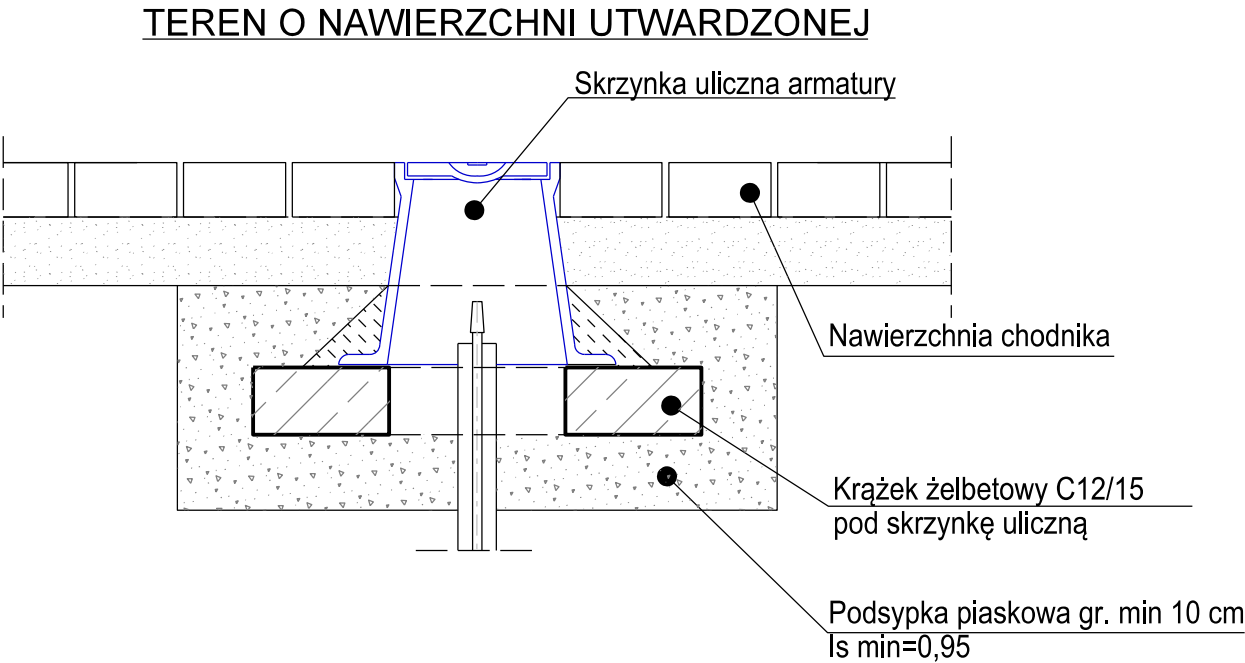 TEREN O NAWIERZCHNI UTWARDZONEJ
Skrzynka uliczna armatury
Nawierzchnia chodnika
Krążek żelbetowy C12/15
pod skrzynkę uliczną
Podsypka piaskowa gr. min 10 cm
Is min=0,95